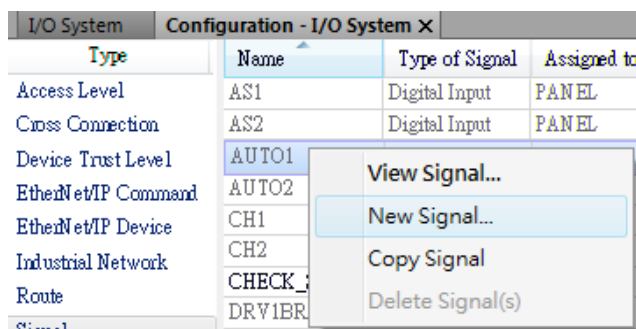 I/O System Configuration - I/O System X
Type Name Type of Signal Assigned to
Access Level AS1 Digital Input PANEL
Cross Connection AS2 Digital Input PANEL
Device Trust Level AUTO1
View Signal...
EtherNet/IP Command AUTO2
New Signal...
EtherNet/IP Device CH1
Industrial Network CH2
Copy Signal
Route CHECK_
Delete Signal(s)
Signal DRV1BR